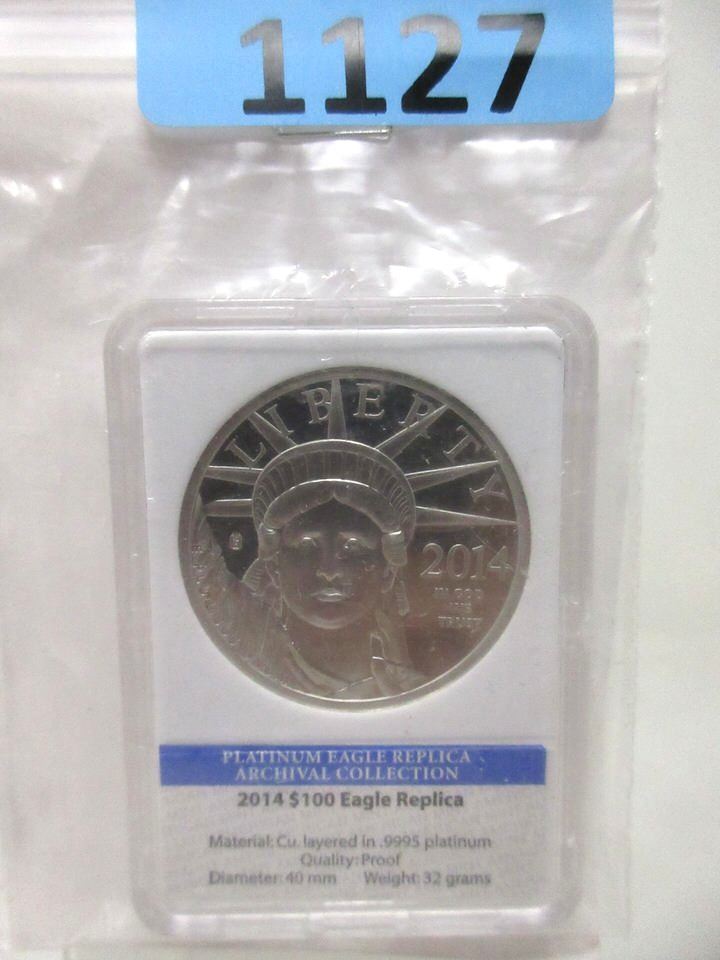 1127
LIBERTY
2014
IN GOD
WE
TRUST
PLATINUM EAGLE REPLICA
ARCHIVAL COLLECTION
2014 $100 Eagle Replica
Material: Cu. layered in .9995 platinum
Quality: Proof
Diameter: 40 mm Weight: 32 grams